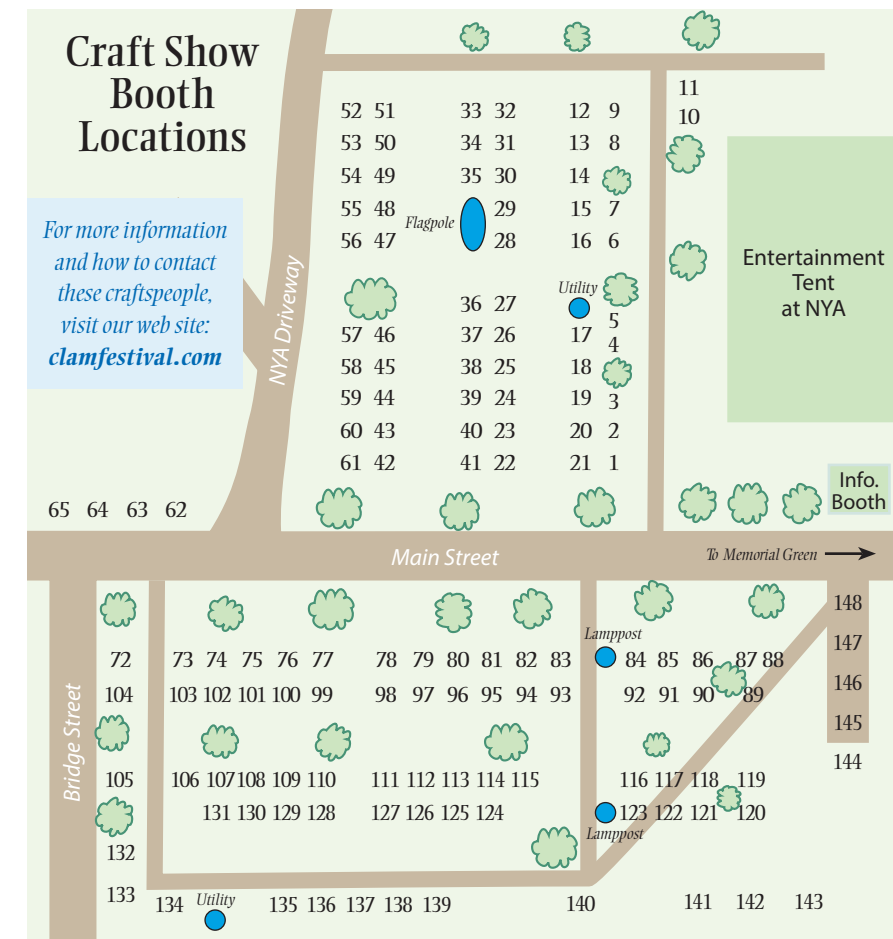 Craft Show
Booth
Locations
For more information
and how to contact
these craftspeople,
visit our web site:
clamfestival.com
NYA Driveway
11
10
52 51 33 32 12 9
53 50 34 31 13 8
54 49 35 30 14
55 48 Flagpole 29 15 7
56 47 28 16 6
Entertainment
Tent
at NYA
Utility
36 27
5
57 46 37 26 17
4
58 45 38 25 18
59 44 39 24 19 3
60 43 40 23 20 2
61 42 41 22 21 1
Info.
Booth
65 64 63 62
Main Street
To Memorial Green
148
147
146
145
144
Lamppost
72 73 74 75 76 77 78 79 80 81 82 83 84 85 86 87 88
104 103 102 101 100 99 98 97 96 95 94 93 92 91 90 89
Bridge Street
105 106 107 108 109 110 111 112 113 114 115 116 117 118 119
131 130 129 128 127 126 125 124 123 122 121 120
Lamppost
132
133
134 Utility 135 136 137 138 139 140 141 142 143